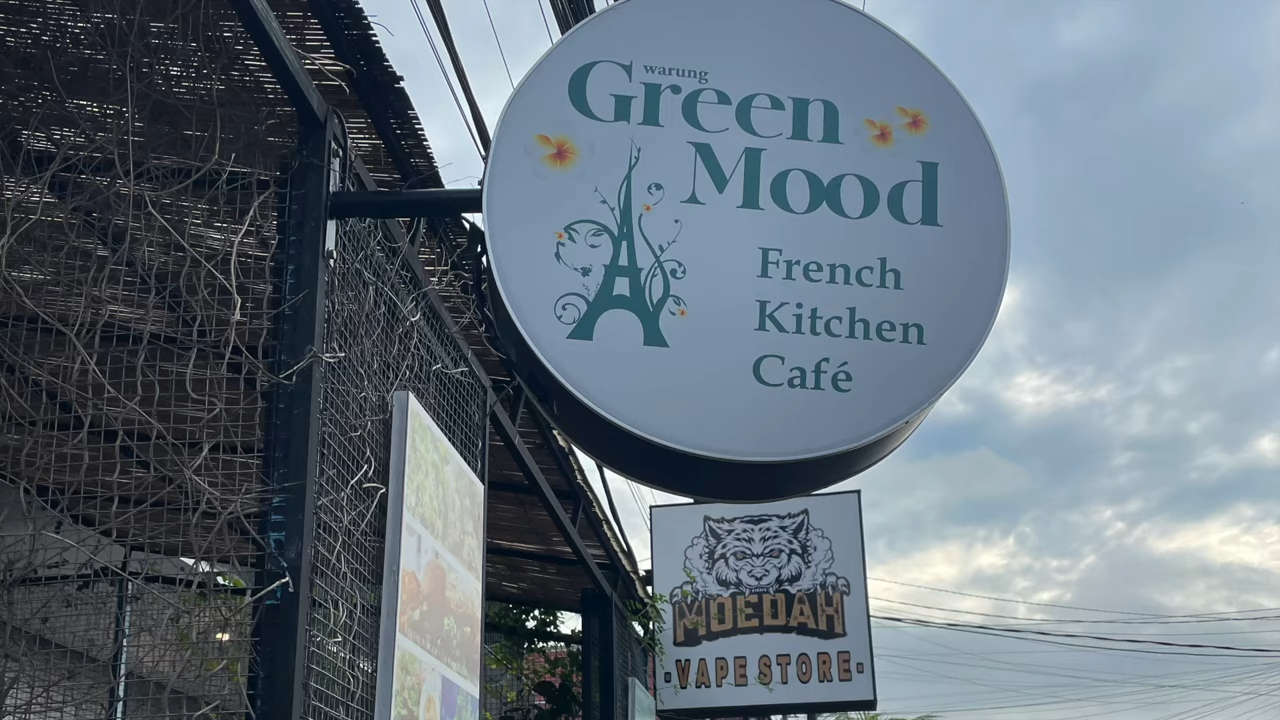 warung
Green
Mood
French
Kitchen
Café
MOEDAH
·VAPE STORE·